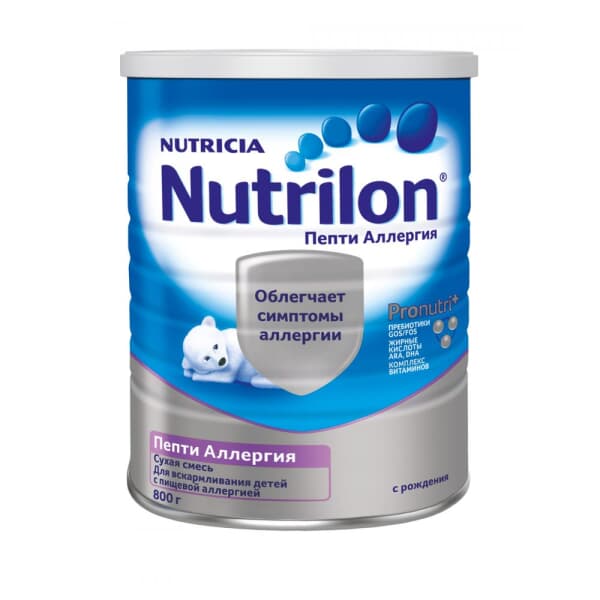 NUTRICIA
Nutrilon®
Пепти Аллергия
Облегчает
симптомы
аллергии
Pronutri+
ПРЕБИОТИКИ
GOS/FOS
ЖИРНЫЕ
КИСЛОТЫ
ARA, DHA
КОМПЛЕКС
ВИТАМИНОВ
Пепти Аллергия
Сухая смесь
Для вскармливания детей
с пищевой аллергией
800 г
с рождения